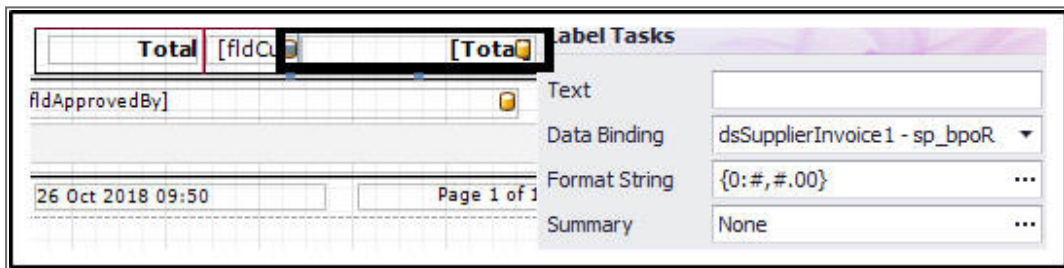 Total [fldCu [Tota
Label Tasks
fldApprovedBy]
Text
Data Binding dsSupplierInvoice1 - sp_bpoR
Format String {0:#,#.00} ...
26 Oct 2018 09:50 Page 1 of 1
Summary None ...